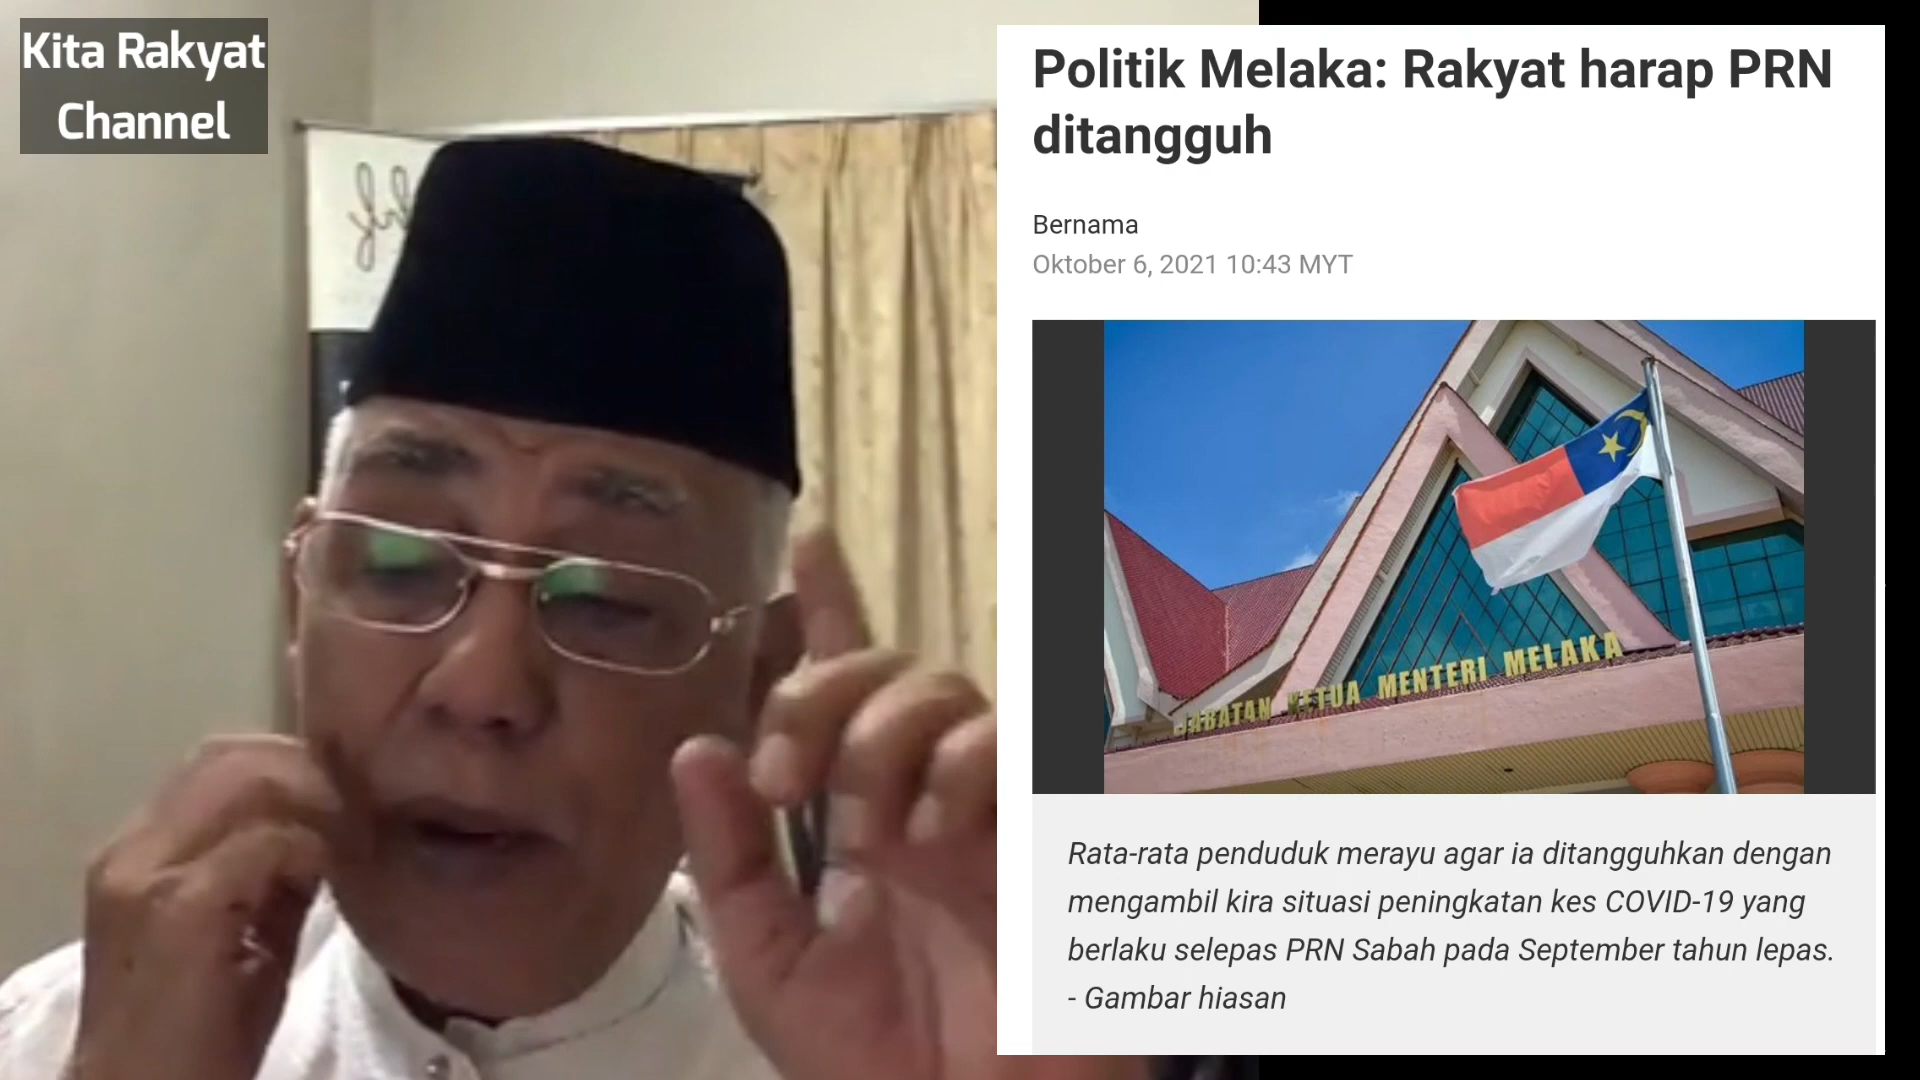 Kita Rakyat
Channel
Politik Melaka: Rakyat harap PRN
ditangguh
Bernama
Oktober 6, 2021 10:43 MYT
JABATAN KETUA MENTERI MELAKA
Rata-rata penduduk merayu agar ia ditangguhkan dengan
mengambil kira situasi peningkatan kes COVID-19 yang
berlaku selepas PRN Sabah pada September tahun lepas.
- Gambar hiasan